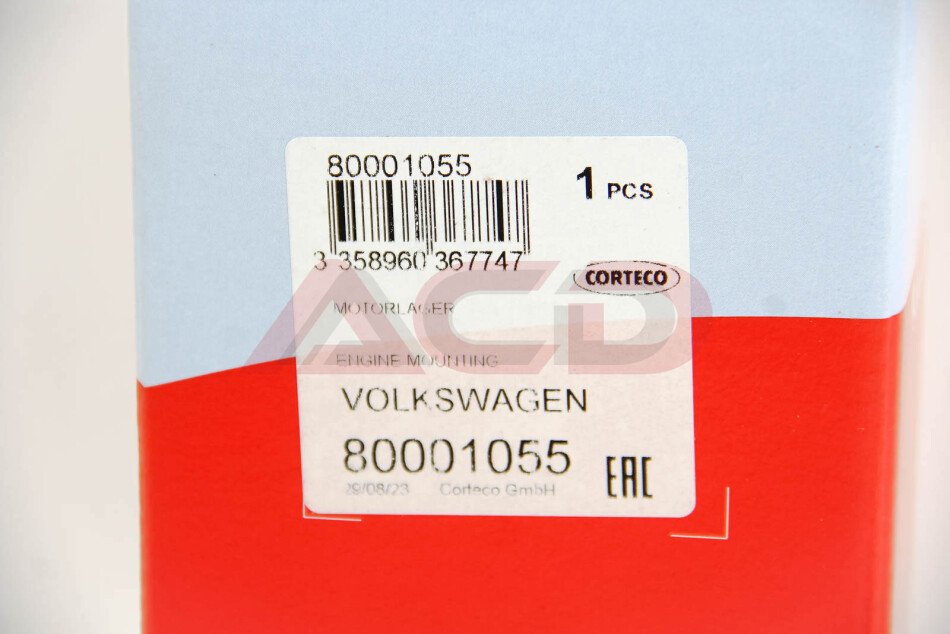 80001055
1 PCS
3 358960 367747
CORTECO
MOTORLAGER
ACD
ENGINE MOUNTING
VOLKSWAGEN
80001055
29/08/23 Corteco GmbH
EAC